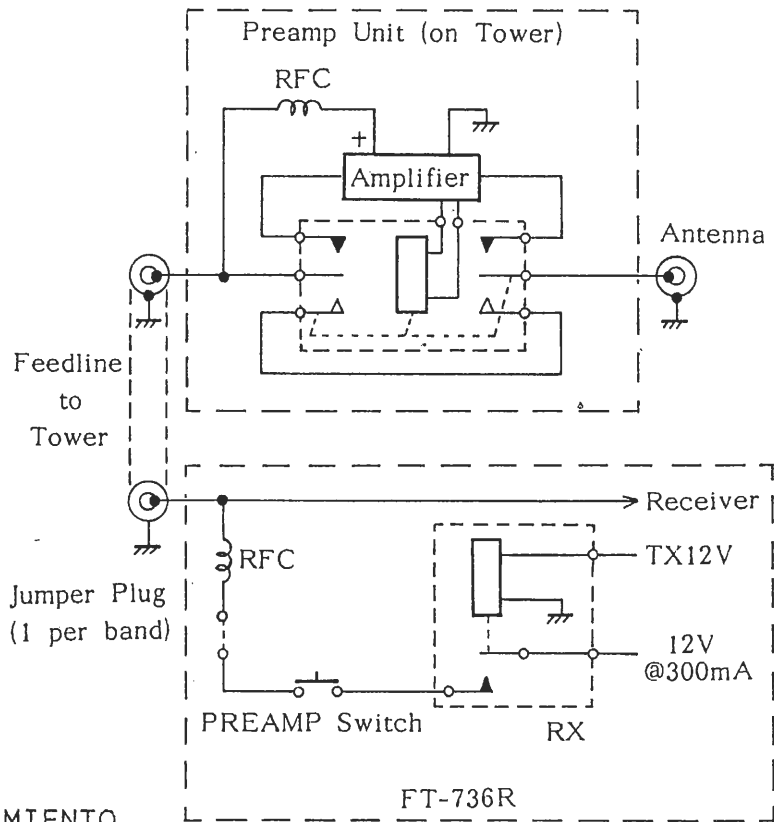 Preamp Unit (on Tower)
RFC
+
Amplifier
Antenna
Feedline
to
Tower
Receiver
RFC
TX12V
Jumper Plug
(1 per band)
12V
@300mA
PREAMP Switch
RX
FT-736R
MIENTO